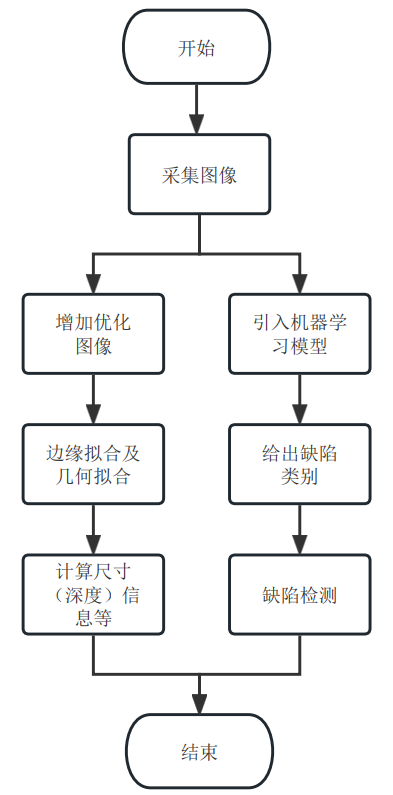 开始
采集图像
增加优化
图像
引入机器学
习模型
边缘拟合及
几何拟合
给出缺陷
类别
计算尺寸
（深度）信
息等
缺陷检测
结束